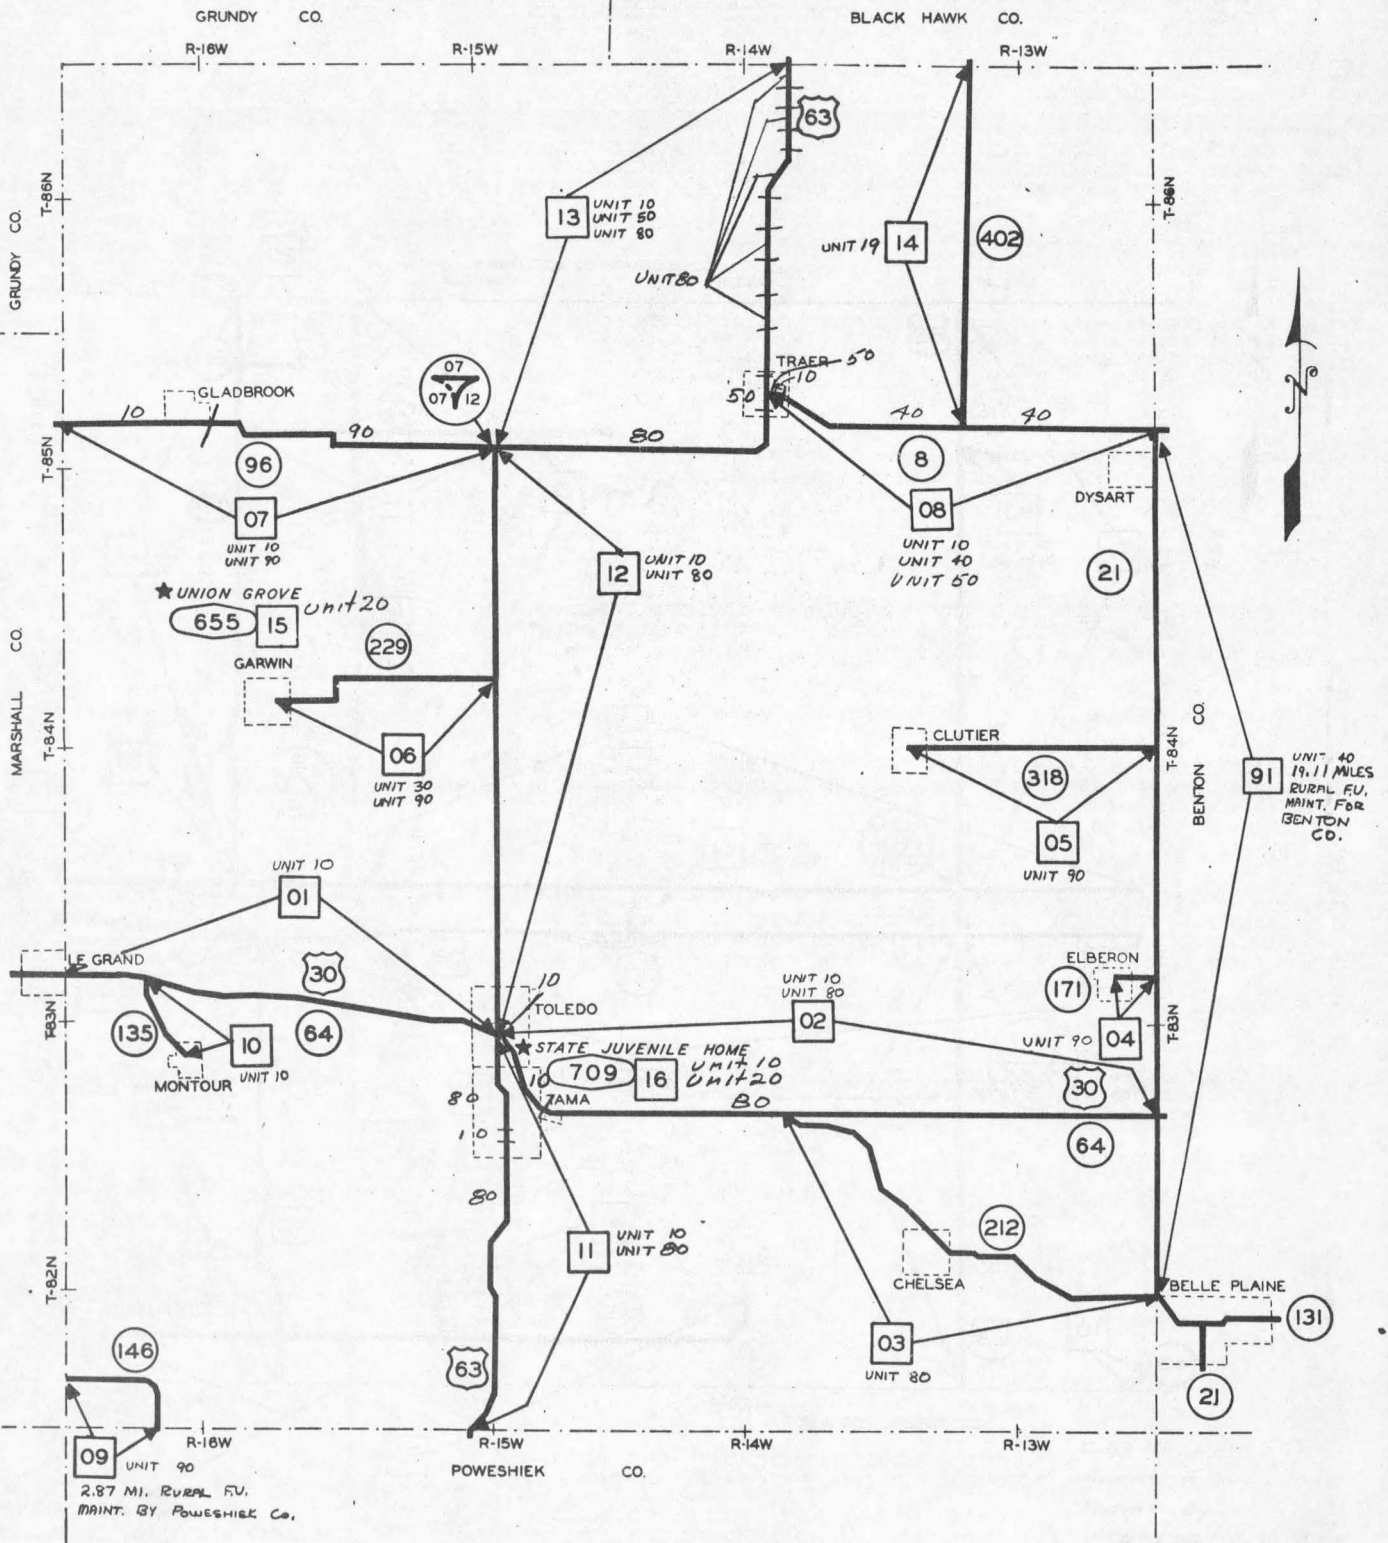 GRUNDY CO.
BLACK HAWK CO.
R-16W
R-15W
R-14W
R-13W
63
T-86N
T-86N
GRUNDY CO.
13
UNIT 10
UNIT 50
UNIT 80
UNIT 19
14
402
UNIT 80
07
07 12
TRAER
50
10
50
GLADBROOK
10
90
80
40
40
T-85N
96
8
DYSART
07
UNIT 10
UNIT 90
08
UNIT 10
UNIT 40
UNIT 50
12
UNIT 10
UNIT 80
21
★ UNION GROVE
655
15
Unit 20
GARWIN
229
MARSHALL CO.
T-84N
06
UNIT 30
UNIT 90
CLUTIER
318
05
UNIT 90
T-84N
BENTON CO.
91
UNIT 40
19.11 MILES
RURAL F.U.
MAINT. FOR
BENTON
CO.
UNIT 10
01
LE GRAND
30
10
TOLEDO
UNIT 10
UNIT 80
02
ELBERON
171
UNIT 90
04
T-83N
T-83N
135
10
UNIT 10
64
MONTOUR
★ STATE JUVENILE HOME
709
16
Unit 10
Unit 20
30
10
TAMA
80
80
10
64
80
11
UNIT 10
UNIT 80
212
CHELSEA
T-82N
BELLE PLAINE
131
03
UNIT 80
21
146
63
R-16W
R-15W
R-14W
R-13W
09
UNIT 90
2.87 MI. RURAL F.U.
MAINT. BY POWESHIEK CO.
POWESHIEK CO.